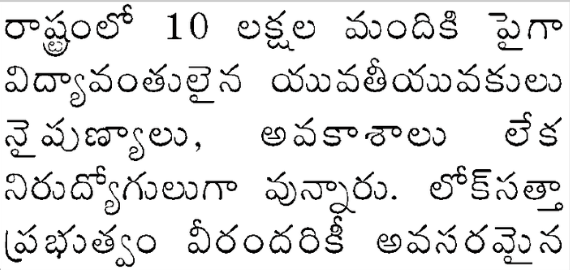 రాష్ట్రంలో 10 లక్షల మందికి పైగా
విద్యావంతులైన యువతీయువకులు
నైపుణ్యాలు, అవకాశాలు లేక
నిరుద్యోగులుగా వున్నారు. లోక్‌సత్తా
ప్రభుత్వం వీరందరికీ అవసరమైన